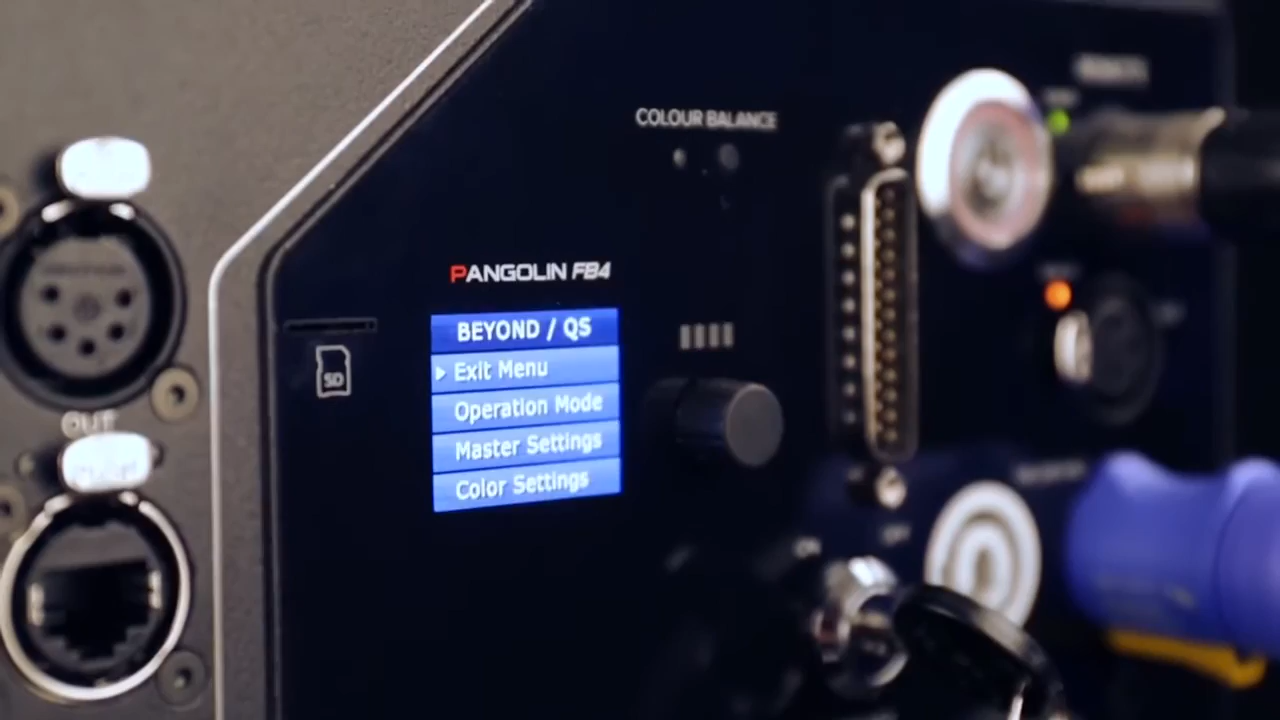 COLOUR BALANCE
PANGOLIN FB4
BEYOND / QS
Exit Menu
Operation Mode
Master Settings
Color Settings
SD
OUT